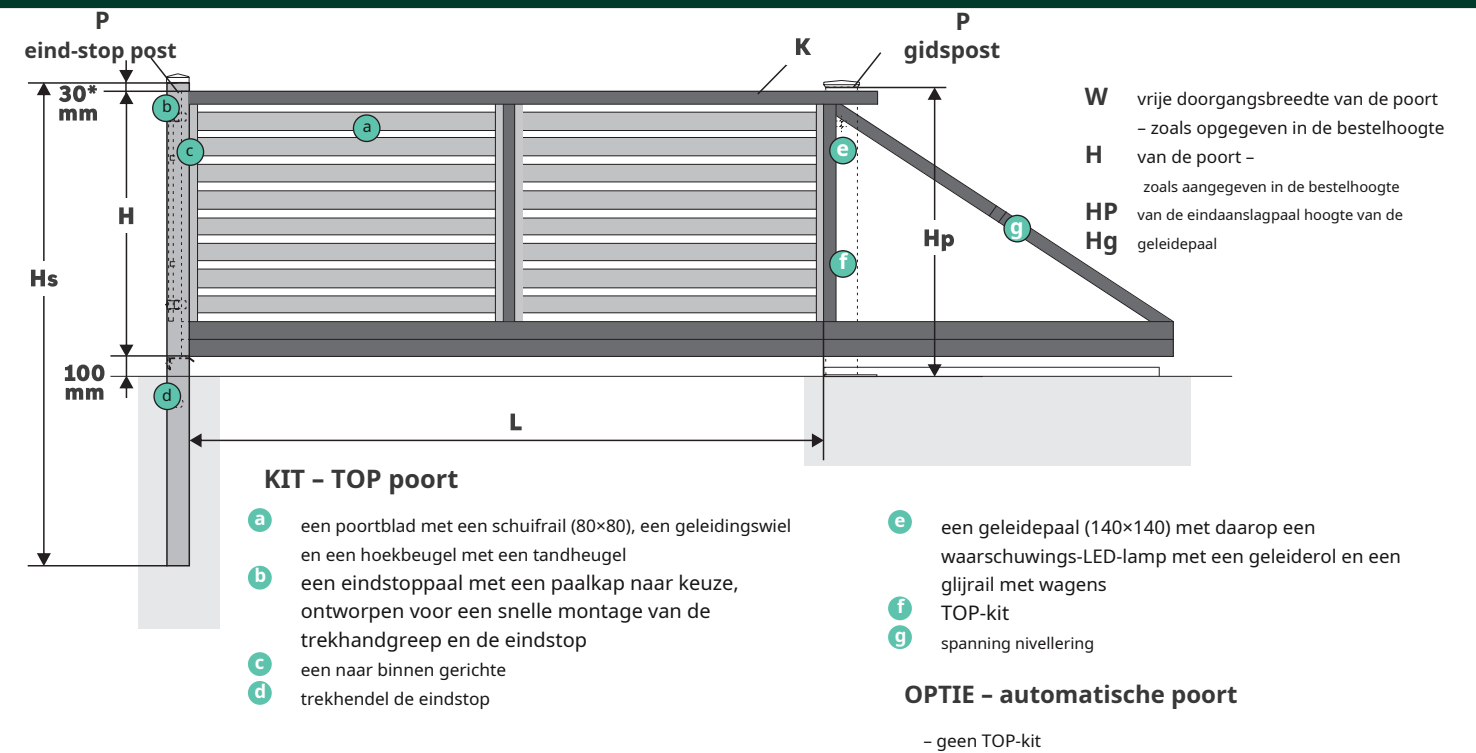 P
eind-stop post
P
gidspost
K
30*
mm
b
a
c
e
H
Hs
Hp
g
f
100
mm
d
L
W vrije doorgangsbreedte van de poort
– zoals opgegeven in de bestelhoogte
H van de poort –
zoals aangegeven in de bestelhoogte
HP van de eindaanslagpaal hoogte van de
Hg geleidepaal
KIT – TOP poort
a een poortblad met een schuifrail (80×80), een geleidingswiel
en een hoekbeugel met een tandheugel
b een eindstoppaal met een paalkap naar keuze,
ontworpen voor een snelle montage van de
trekhandgreep en de eindstop
c een naar binnen gerichte
d trekhendel de eindstop
e een geleidepaal (140×140) met daarop een
waarschuwings-LED-lamp met een geleiderol en een
glijrail met wagens
f TOP-kit
g spanning nivellering
OPTIE – automatische poort
– geen TOP-kit